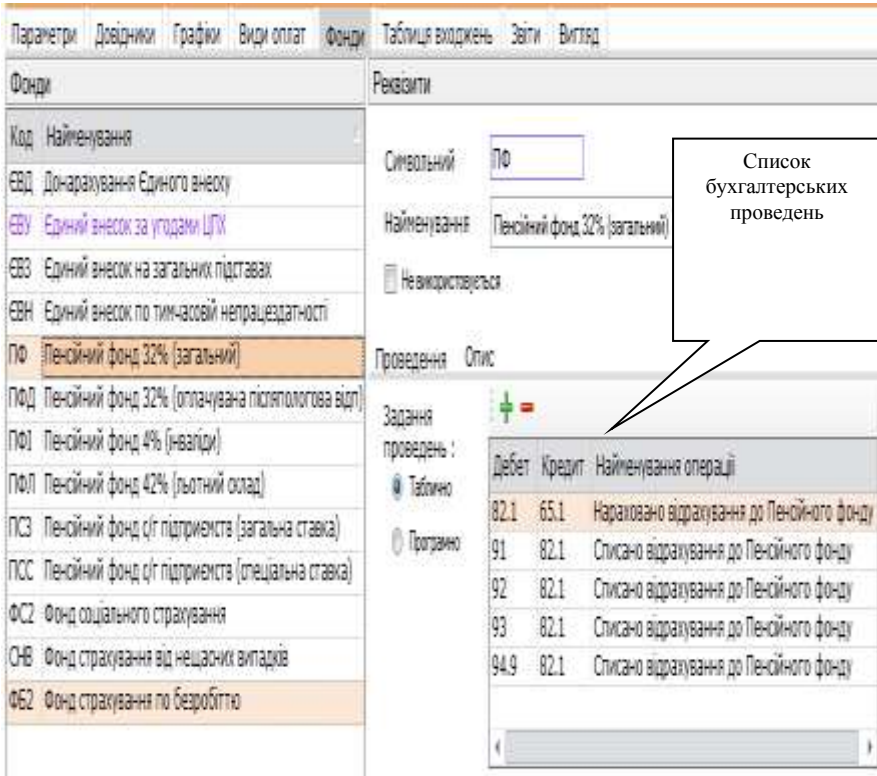 Параметри Довідники Графіки Види оплат Фонди Таблиця входжень Звіти Вигляд
Фонди
Код Найменування
ЄВД Донарахування Єдиного внеску
ЄВУ Єдиний внесок за угодами ЦПХ
ЄВЗ Єдиний внесок на загальних підставах
ЄВН Єдиний внесок по тимчасовій непрацездатності
ПФ Пенсійний фонд 32% (загальний)
ПФД Пенсійний фонд 32% (оплачувана післяпологова відп)
ПФІ Пенсійний фонд 4% (інваліди)
ПФЛ Пенсійний фонд 42% (льотний склад)
ПСЗ Пенсійний фонд с/г підприємств (загальна ставка)
ПСС Пенсійний фонд с/г підприємств (спеціальна ставка)
ФС2 Фонд соціального страхування
СНВ Фонд страхування від нещасних випадків
ФБ2 Фонд страхування по безробіттю
Реквізити
Символьний ПФ
Найменування Пенсійний фонд 32% (загальний)
Не використовується
Список
бухгалтерських
проведень
Проведення Опис
Задання
проведень :
Таблично
Програмно
Дебет Кредит Найменування операції
82.1 65.1 Нараховано відрахування до Пенсійного фонду
91 82.1 Списано відрахування до Пенсійного фонду
92 82.1 Списано відрахування до Пенсійного фонду
93 82.1 Списано відрахування до Пенсійного фонду
94.9 82.1 Списано відрахування до Пенсійного фонду